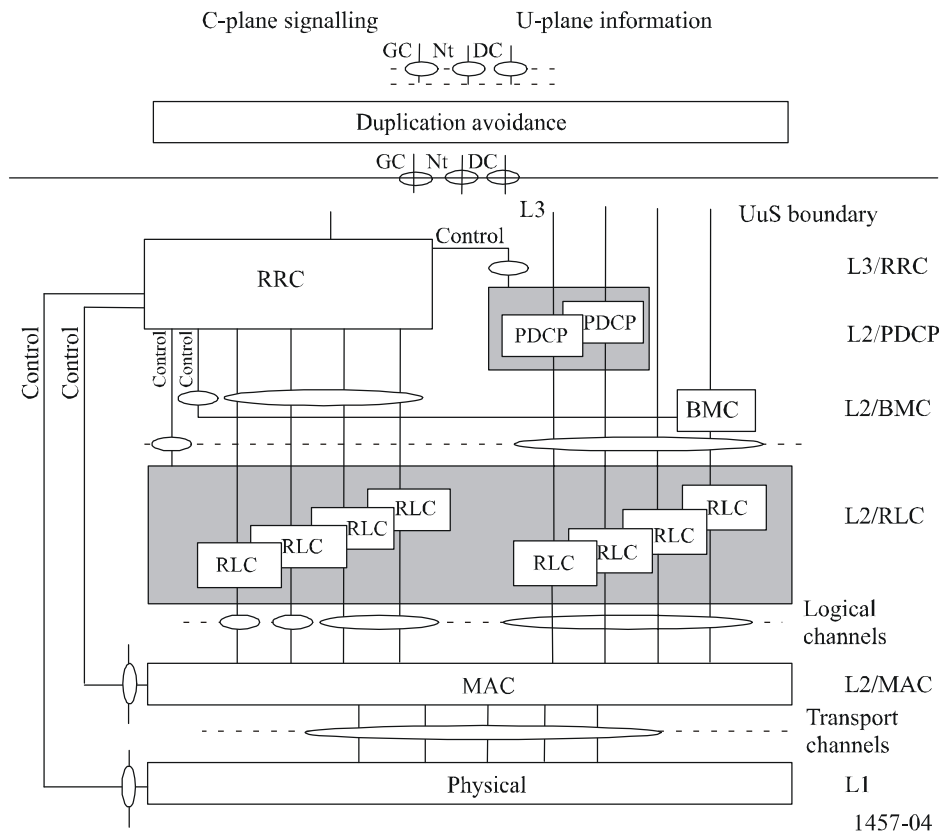 C-plane signalling
U-plane information
GC Nt DC
Duplication avoidance
GC Nt DC
L3
UuS boundary
Control
RRC
L3/RRC
PDCP
PDCP
L2/PDCP
Control
Control
Control
Control
BMC
L2/BMC
RLC
RLC
RLC
RLC
RLC
RLC
RLC
RLC
L2/RLC
Logical
channels
MAC
L2/MAC
Transport
channels
Physical
L1
1457-04